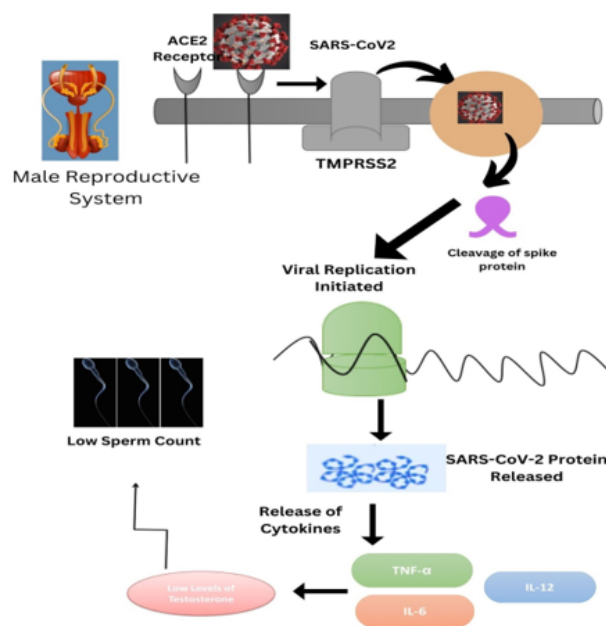 ACE2
Receptor
SARS-CoV2
TMPRSS2
Male Reproductive
System
Cleavage of spike
protein
Viral Replication
Initiated
Low Sperm Count
SARS-CoV-2 Protein
Released
Release of
Cytokines
TNF-α
IL-12
IL-6
Low Levels of
Testosterone